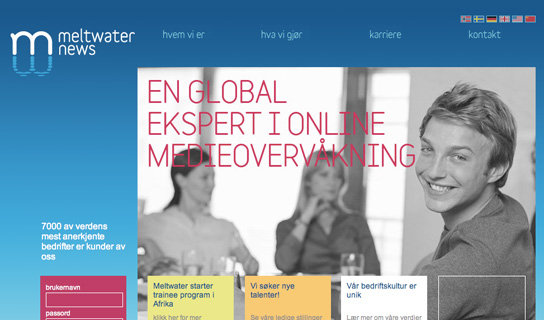 meltwater
news
hvem vi er
hva vi gjør
karriere
kontakt
EN GLOBAL
EKSPERT I ONLINE
MEDIEOVERVÅKNING
7000 av verdens
mest anerkjente
bedrifter er kunder av
oss
brukernavn
passord
Meltwater starter
trainee program i
Afrika
klikk her for mer
Vi søker nye
talenter!
Se våre ledige stillinger
Vår bedriftskultur er
unik
Lær mer om våre verdier